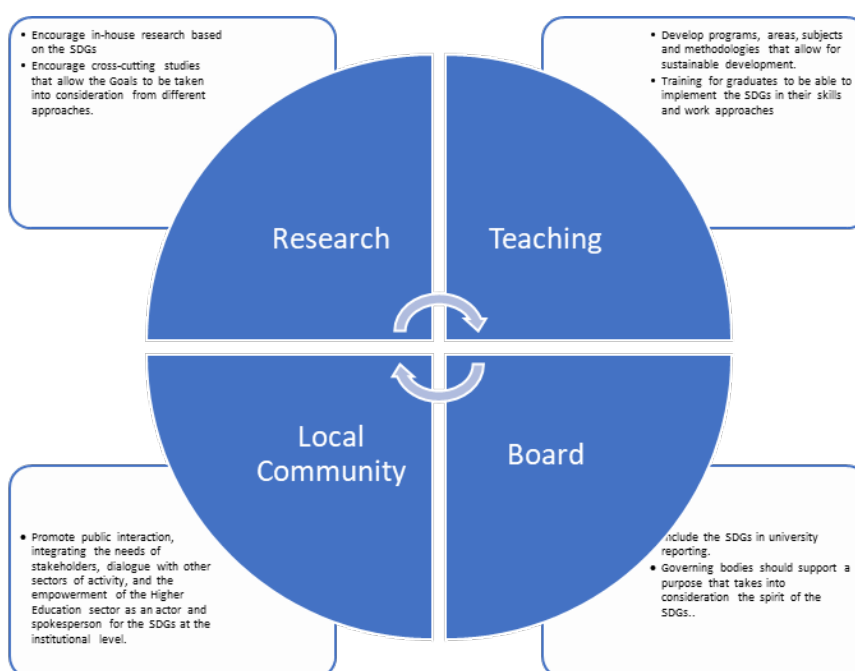 • Encourage in-house research based
on the SDGs
• Encourage cross-cutting studies
that allow the Goals to be taken
into consideration from different
approaches.
• Develop programs, areas, subjects
and methodologies that allow for
sustainable development.
• Training for graduates to be able to
implement the SDGs in their skills
and work approaches
Research
Teaching
Local
Community
Board
• Promote public interaction,
integrating the needs of
stakeholders, dialogue with other
sectors of activity, and the
empowerment of the Higher
Education sector as an actor and
spokesperson for the SDGs at the
institutional level.
nclude the SDGs in university
reporting.
• Governing bodies should support a
purpose that takes into
consideration the spirit of the
SDGs..